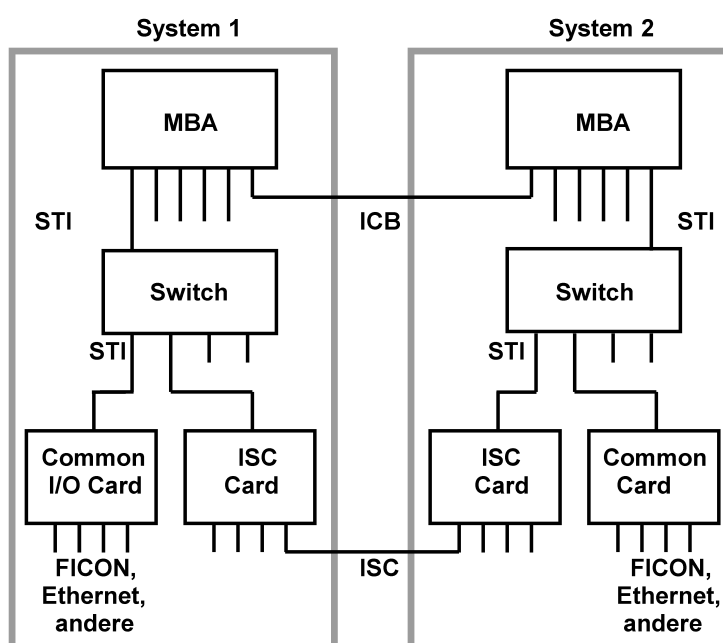 System 1
System 2
MBA
MBA
STI
ICB
STI
Switch
Switch
STI
STI
Common
I/O Card
ISC
Card
ISC
Card
Common
Card
FICON,
Ethernet,
andere
ISC
FICON,
Ethernet,
andere